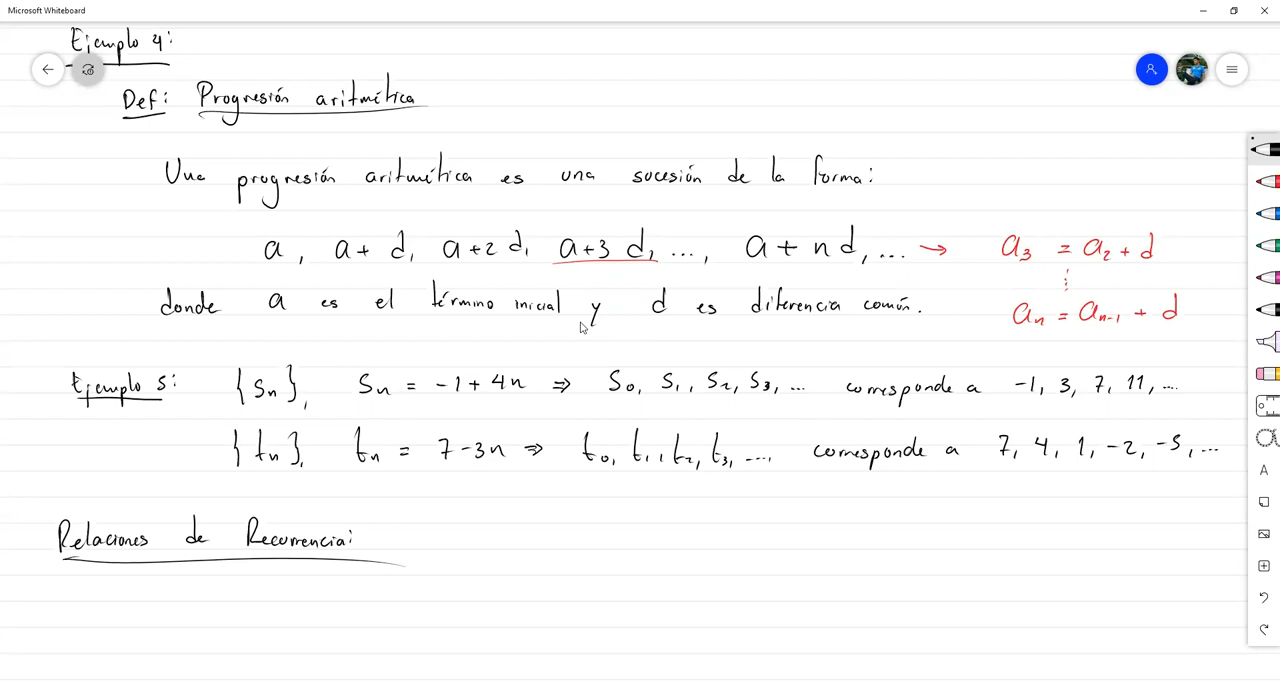 Microsoft Whiteboard
Ejemplo 4:
Def: Progresión aritmética
Una progresión aritmética es una sucesión de la forma:
a, a + d, a + 2d, a + 3d, ..., a + nd, ... → a₃ = a₂ + d
⋮
donde a es el término inicial y d es diferencia común. aₙ = aₙ₋₁ + d
Ejemplo 5: {Sₙ}, Sₙ = -1 + 4n ⇒ S₀, S₁, S₂, S₃, ... corresponde a -1, 3, 7, 11, ...
{tₙ}, tₙ = 7 - 3n ⇒ t₀, t₁, t₂, t₃, .... corresponde a 7, 4, 1, -2, -5, ...
Relaciones de Recurrencia:
A